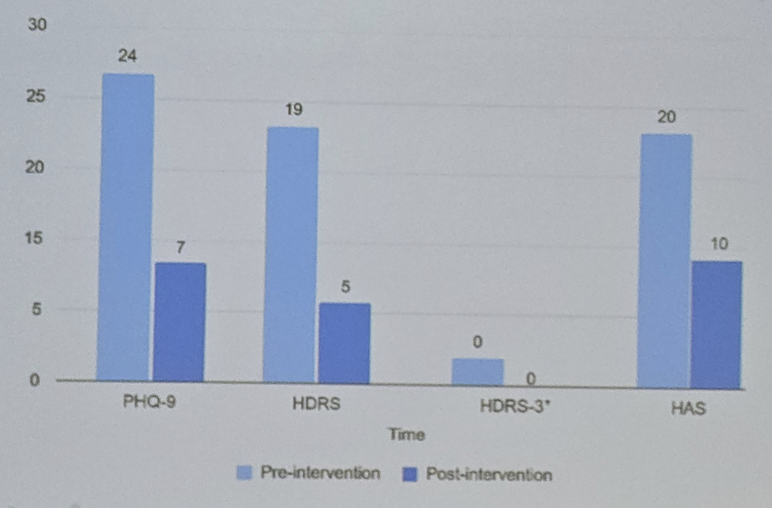 30
24
25
19
20
20
15
7
10
5
5
0
0
0
PHQ-9
HDRS
HDRS-3*
HAS
Time
Pre-intervention
Post-intervention